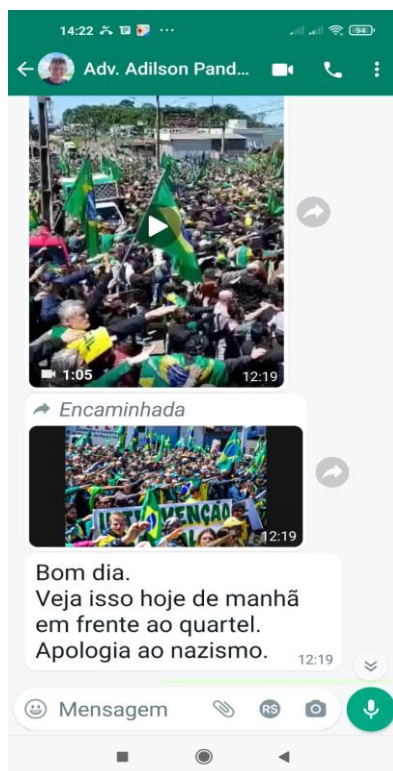 14:22
94
Adv. Adilson Pand...
1:05
12:19
Encaminhada
VENÇÃO
12:19
Bom dia.
Veja isso hoje de manhã
em frente ao quartel.
Apologia ao nazismo.
12:19
Mensagem
R$